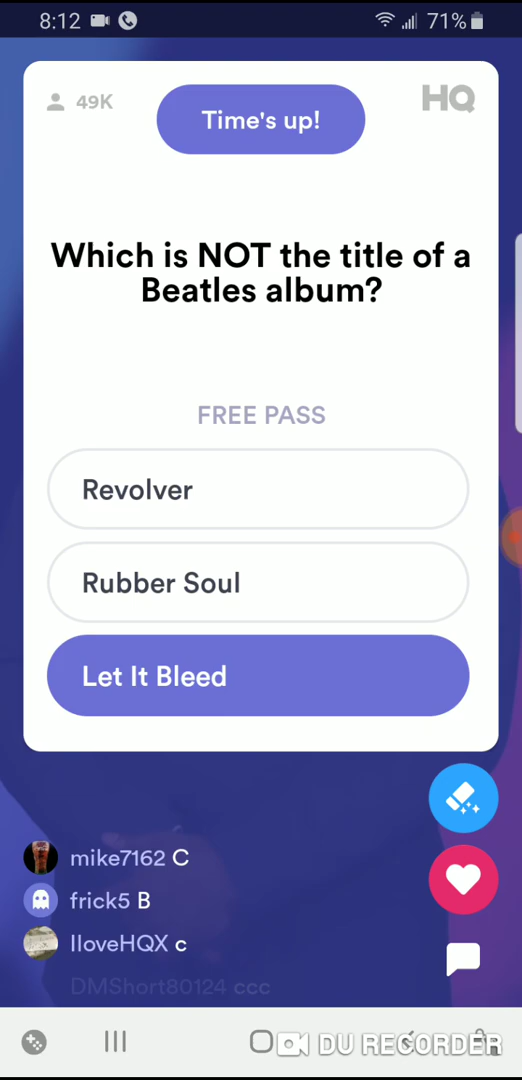 8:12 71%
49K
Time's up!
HQ
Which is NOT the title of a
Beatles album?
FREE PASS
Revolver
Rubber Soul
Let It Bleed
mike7162 C
frick5 B
IloveHQX c
DMShort80124 ccc
DU RECORDER